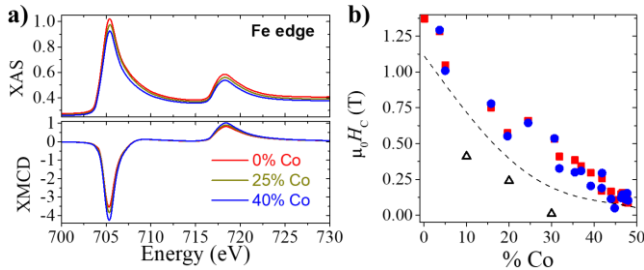 a)
XAS
1.0
0.8
0.6
0.4
Fe edge
XMCD
1
0
-1
-2
-3
-4
0% Co
25% Co
40% Co
700 705 710 715 720 725 730
Energy (eV)
b)
μ₀H_C (T)
1.25
1.00
0.75
0.50
0.25
0.00
0 10 20 30 40 50
% Co